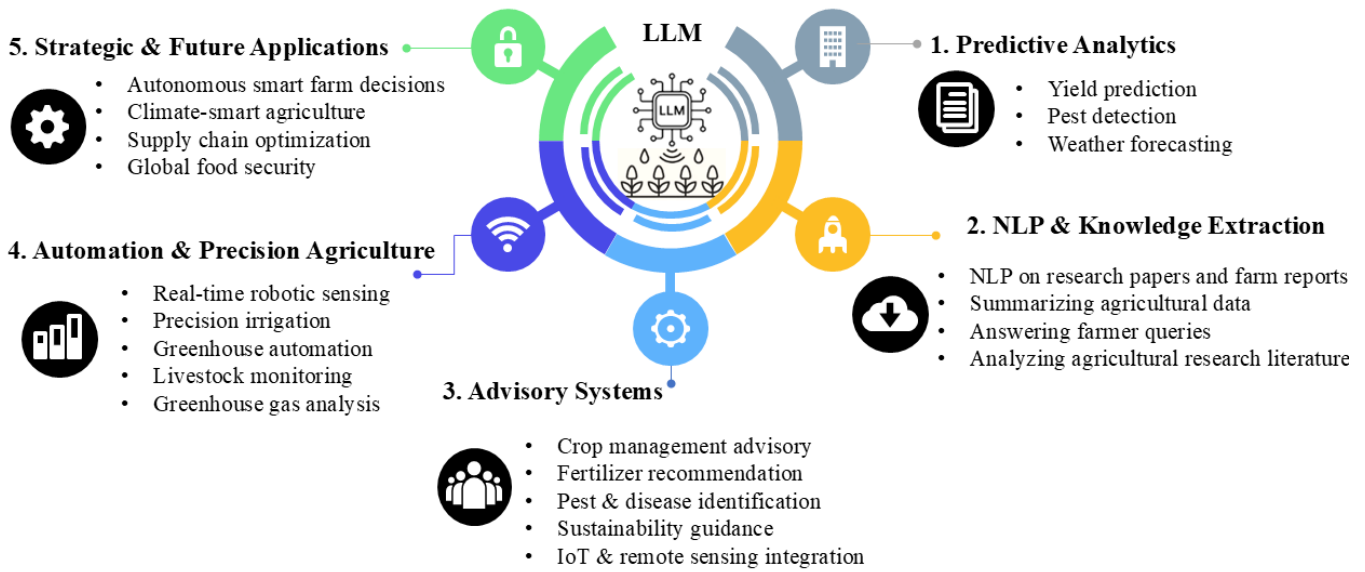 LLM
LLM
1. Predictive Analytics
• Yield prediction
• Pest detection
• Weather forecasting
2. NLP & Knowledge Extraction
• NLP on research papers and farm reports
• Summarizing agricultural data
• Answering farmer queries
• Analyzing agricultural research literature
3. Advisory Systems
• Crop management advisory
• Fertilizer recommendation
• Pest & disease identification
• Sustainability guidance
• IoT & remote sensing integration
4. Automation & Precision Agriculture
• Real-time robotic sensing
• Precision irrigation
• Greenhouse automation
• Livestock monitoring
• Greenhouse gas analysis
5. Strategic & Future Applications
• Autonomous smart farm decisions
• Climate-smart agriculture
• Supply chain optimization
• Global food security